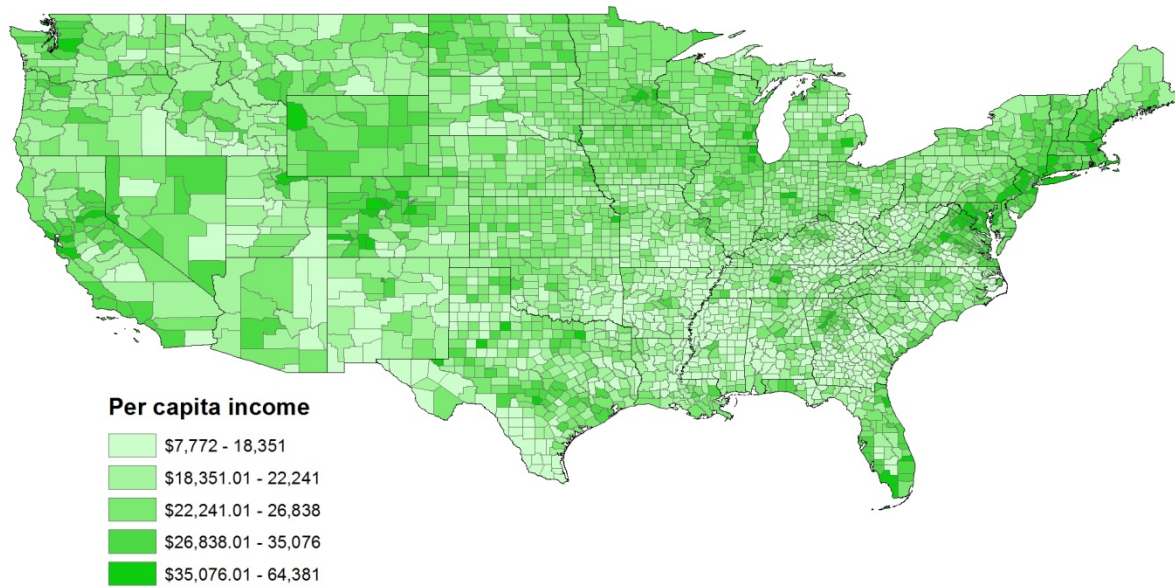 Per capita income
$7,772 - 18,351
$18,351.01 - 22,241
$22,241.01 - 26,838
$26,838.01 - 35,076
$35,076.01 - 64,381